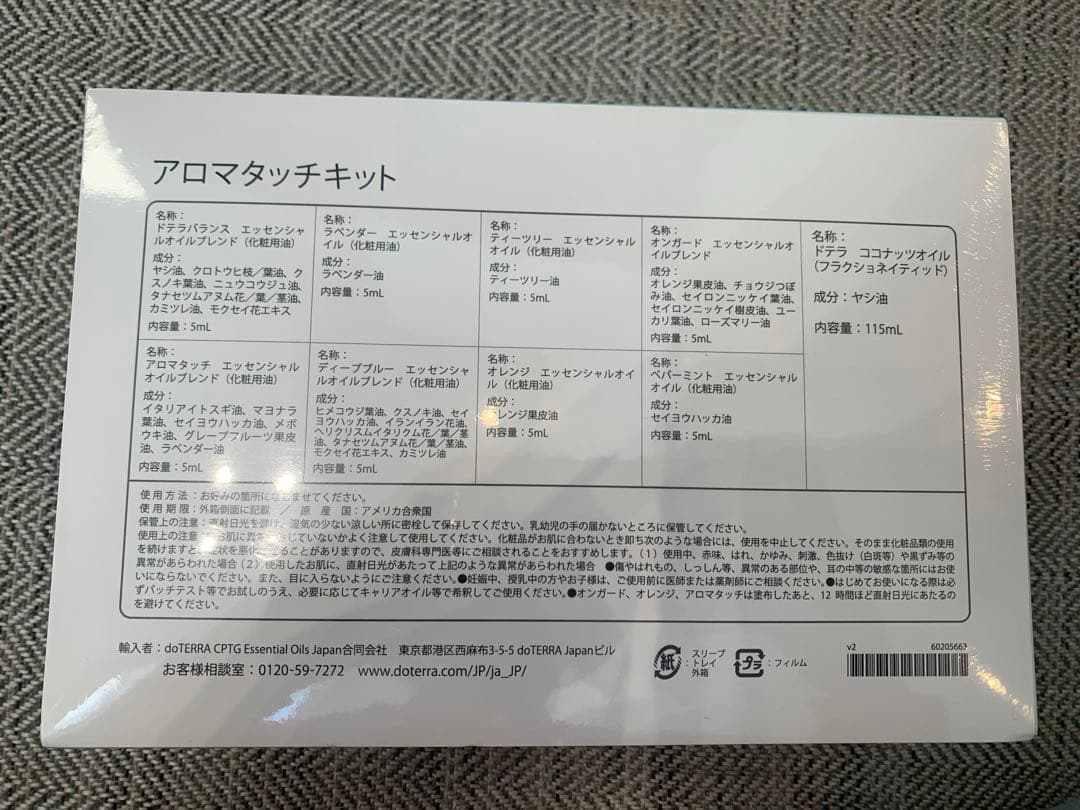 アロマタッチキット
名称：
ドテラバランス　エッセンシャ
ルオイルブレンド（化粧用油）
成分：
ヤシ油、クロトウヒ枝／葉油、ク
スノキ葉油、ニュウコウジュ油、
タナセツムアヌム花／葉／茎油、
カミツレ油、モクセイ花エキス
内容量：5mL
名称：
ラベンダー　エッセンシャルオ
イル（化粧用油）
成分：
ラベンダー油
内容量：5mL
名称：
ティーツリー　エッセンシャル
オイル（化粧用油）
成分：
ティーツリー油
内容量：5mL
名称：
オンガード　エッセンシャルオ
イルブレンド
成分：
オレンジ果皮油、チョウジつぼ
み油、セイロンニッケイ葉油、
セイロンニッケイ樹皮油、ユー
カリ葉油、ローズマリー油
内容量：5mL
名称：
ドテラ　ココナッツオイル
（フラクショネイティッド）
成分：ヤシ油
内容量：115mL
名称：
アロマタッチ　エッセンシャル
オイルブレンド（化粧用油）
成分：
イタリアイトスギ油、マヨナラ
葉油、セイヨウハッカ油、メボ
ウキ油、グレープフルーツ果皮
油、ラベンダー油
内容量：5mL
名称：
ディープブルー　エッセンシャ
ルオイルブレンド（化粧用油）
成分：
ヒメコウジ葉油、クスノキ油、セイ
ヨウハッカ油、イランイラン花油、
ヘリクリスムイタリクム花／葉／茎
油、タナセツムアヌム花／葉／茎油、
モクセイ花エキス、カミツレ油
内容量：5mL
名称：
オレンジ　エッセンシャルオイ
ル（化粧用油）
成分：
レンジ果皮油
内容量：5mL
名称：
ペパーミント　エッセンシャル
オイル（化粧用油）
成分：
セイヨウハッカ油
内容量：5mL
使用方法：お好みの箇所に　　ませてください。
使用期限：外箱側面に記載　／　原産国：アメリカ合衆国
保管上の注意：直射日光を避け、湿気の少ない涼しい所に密栓して保存してください。乳幼児の手の届かないところに保管してください。
使用上の注意　お肌に異常が　じていないかよく注意して使用してください。化粧品がお肌に合わないとき即ち次のような場合には、使用を中止してください。そのまま化粧品類の使用
を続けますと、症状を悪化　　ることがありますので、皮膚科専門医等にご相談されることをおすすめします。（1）使用中、赤味、はれ、かゆみ、刺激、色抜け（白斑等）や黒ずみ等の
異常があらわれた場合（2）使用したお肌に、直射日光があたって上記のような異常があらわれた場合　●傷やはれもの、しっしん等、異常のある部位や、耳の中等の敏感な箇所にはお使
いにならないでください。また、目に入らないようにご注意ください。●妊娠中、授乳中の方やお子様は、ご使用前に医師または薬剤師にご相談ください。●はじめてお使いになる際は必
ずパッチテスト等でお試しのうえ、必要に応じてキャリアオイル等で希釈してご使用ください。●オンガード、オレンジ、アロマタッチは塗布したあと、12時間ほど直射日光にあたるの
を避けてください。
輸入者：doTERRA CPTG Essential Oils Japan合同会社　東京都港区西麻布3-5-5 doTERRA Japanビル
お客様相談室：0120-59-7272　www.doterra.com/JP/ja_JP/
紙
：
スリーブ
トレイ
外箱
プラ
：フィルム
v2